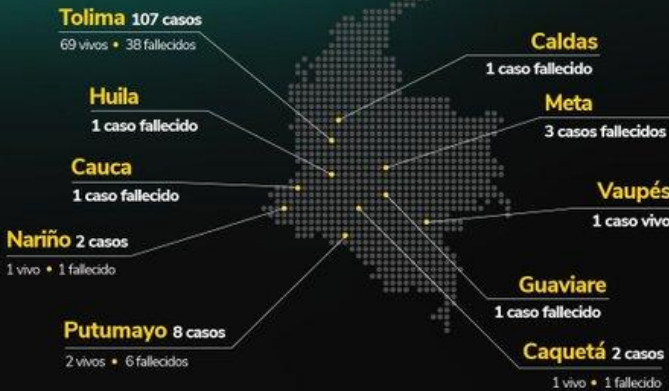 Tolima 107 casos
69 vivos • 38 fallecidos
Caldas
1 caso fallecido
Huila
1 caso fallecido
Meta
3 casos fallecidos
Cauca
1 caso fallecido
Vaupés
1 caso vivo
Nariño 2 casos
1 vivo • 1 fallecido
Guaviare
1 caso fallecido
Putumayo 8 casos
2 vivos • 6 fallecidos
Caquetá 2 casos
1 vivo • 1 fallecido